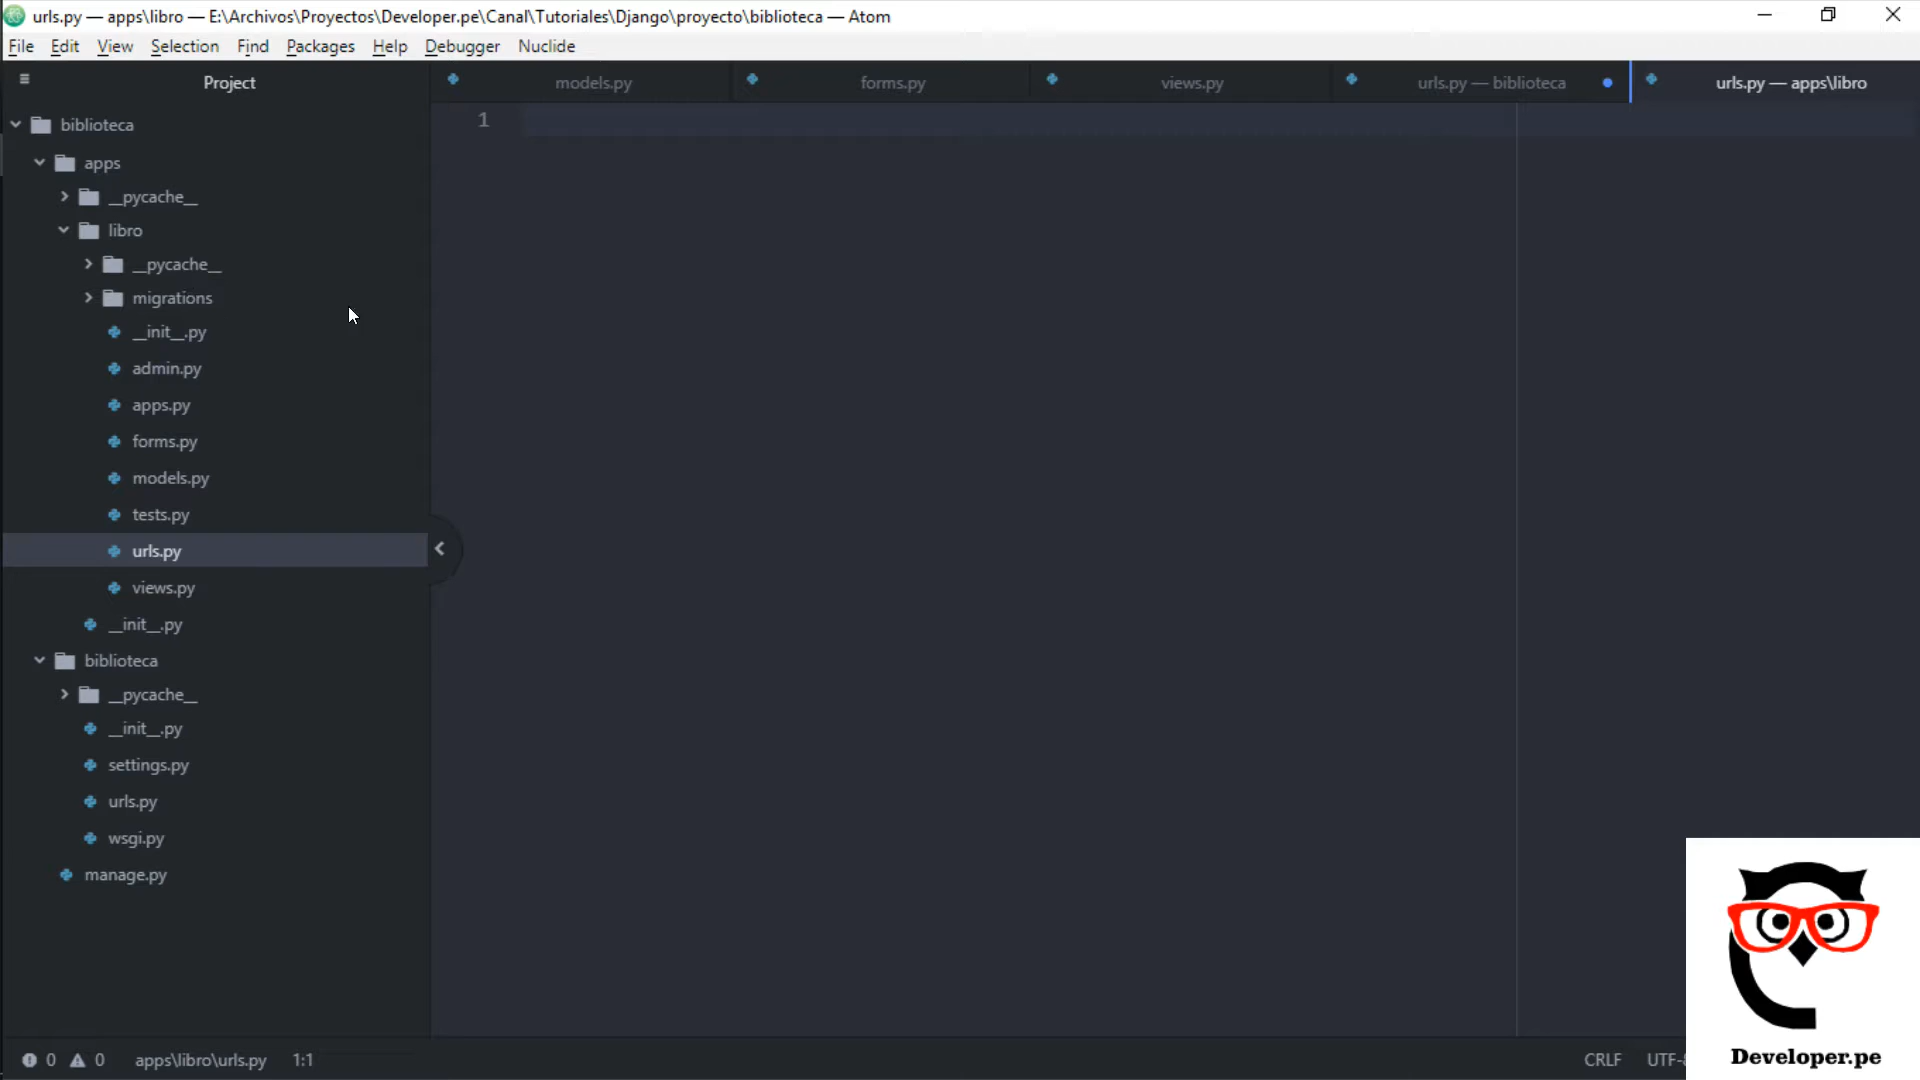 urls.py — apps\libro — E:\Archivos\Proyectos\Developer.pe\Canal\Tutoriales\Django\proyecto\biblioteca — Atom
File Edit View Selection Find Packages Help Debugger Nuclide
Project
models.py
forms.py
views.py
urls.py — biblioteca
urls.py — apps\libro
1
biblioteca
apps
__pycache__
libro
__pycache__
migrations
__init__.py
admin.py
apps.py
forms.py
models.py
tests.py
urls.py
views.py
__init__.py
biblioteca
__pycache__
__init__.py
settings.py
urls.py
wsgi.py
manage.py
0 0 apps\libro\urls.py 1:1
CRLF
Developer.pe